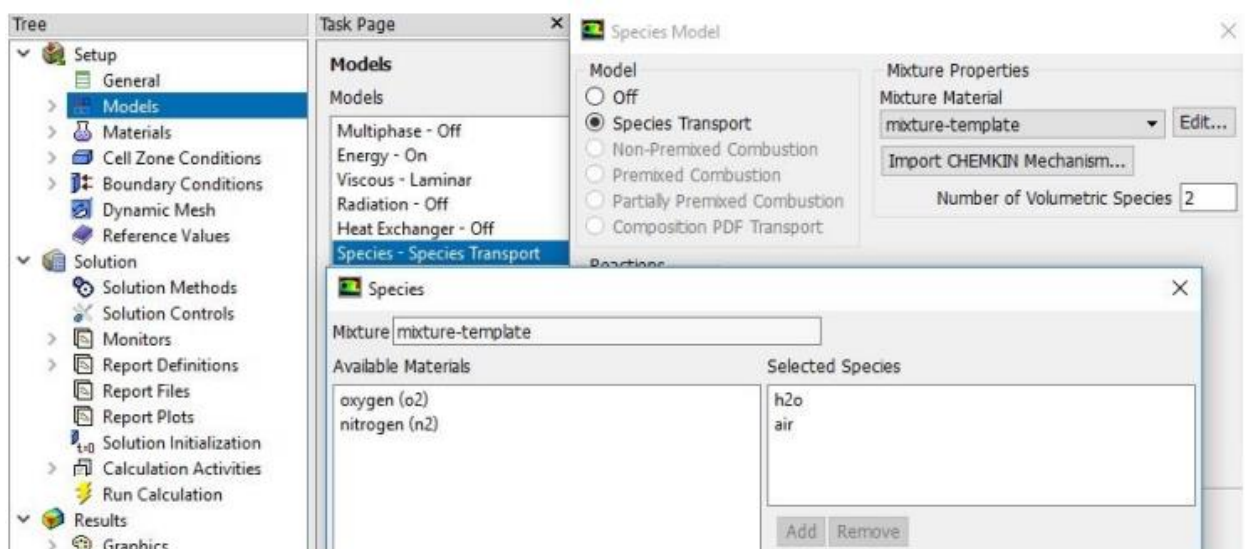 Tree
Setup
General
Models
Materials
Cell Zone Conditions
Boundary Conditions
Dynamic Mesh
Reference Values
Solution
Solution Methods
Solution Controls
Monitors
Report Definitions
Report Files
Report Plots
t=0 Solution Initialization
Calculation Activities
Run Calculation
Results
Graphics
Task Page
Models
Models
Multiphase - Off
Energy - On
Viscous - Laminar
Radiation - Off
Heat Exchanger - Off
Species - Species Transport
Species Model
Model
Off
Species Transport
Non-Premixed Combustion
Premixed Combustion
Partially Premixed Combustion
Composition PDF Transport
Mixture Properties
Mixture Material
mixture-template
Edit...
Import CHEMKIN Mechanism...
Number of Volumetric Species 2
Reactions
Species
Mixture mixture-template
Available Materials
oxygen (o2)
nitrogen (n2)
Selected Species
h2o
air
Add Remove